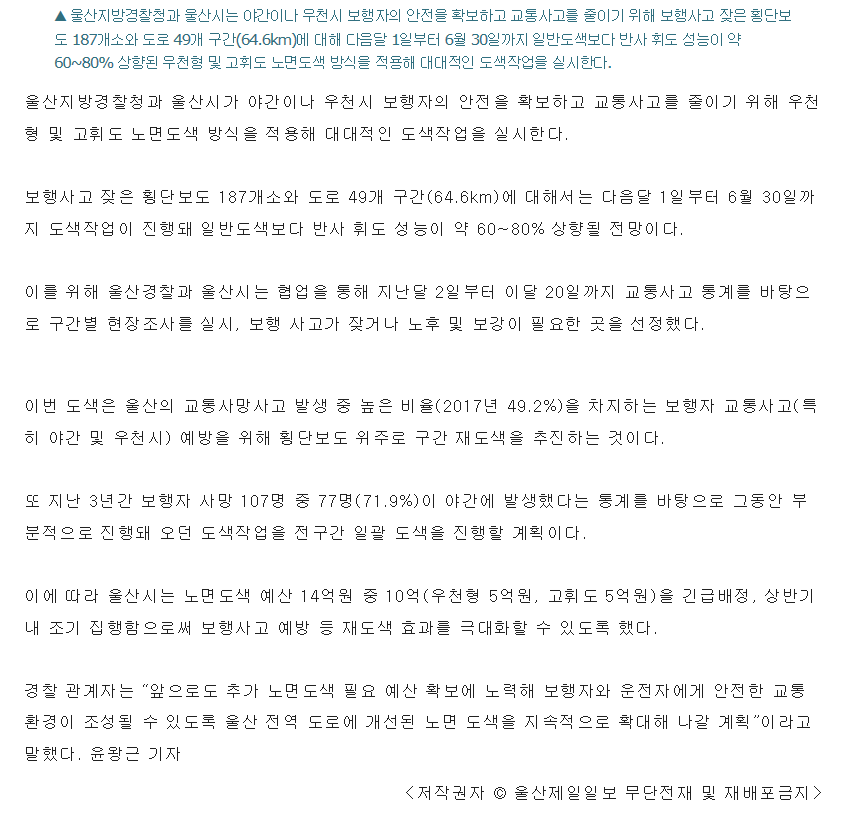 ▲ 울산지방경찰청과 울산시는 야간이나 우천시 보행자의 안전을 확보하고 교통사고를 줄이기 위해 보행사고 잦은 횡단보
도 187개소와 도로 49개 구간(64.6km)에 대해 다음달 1일부터 6월 30일까지 일반도색보다 반사 휘도 성능이 약
60~80% 상향된 우천형 및 고휘도 노면도색 방식을 적용해 대대적인 도색작업을 실시한다.
울산지방경찰청과 울산시가 야간이나 우천시 보행자의 안전을 확보하고 교통사고를 줄이기 위해 우천
형 및 고휘도 노면도색 방식을 적용해 대대적인 도색작업을 실시한다.
보행사고 잦은 횡단보도 187개소와 도로 49개 구간(64.6km)에 대해서는 다음달 1일부터 6월 30일까
지 도색작업이 진행돼 일반도색보다 반사 휘도 성능이 약 60~80% 상향될 전망이다.
이를 위해 울산경찰과 울산시는 협업을 통해 지난달 2일부터 이달 20일까지 교통사고 통계를 바탕으
로 구간별 현장조사를 실시, 보행 사고가 잦거나 노후 및 보강이 필요한 곳을 선정했다.
이번 도색은 울산의 교통사망사고 발생 중 높은 비율(2017년 49.2%)을 차지하는 보행자 교통사고(특
히 야간 및 우천시) 예방을 위해 횡단보도 위주로 구간 재도색을 추진하는 것이다.
또 지난 3년간 보행자 사망 107명 중 77명(71.9%)이 야간에 발생했다는 통계를 바탕으로 그동안 부
분적으로 진행돼 오던 도색작업을 전구간 일괄 도색을 진행할 계획이다.
이에 따라 울산시는 노면도색 예산 14억원 중 10억(우천형 5억원, 고휘도 5억원)을 긴급배정, 상반기
내 조기 집행함으로써 보행사고 예방 등 재도색 효과를 극대화할 수 있도록 했다.
경찰 관계자는 “앞으로도 추가 노면도색 필요 예산 확보에 노력해 보행자와 운전자에게 안전한 교통
환경이 조성될 수 있도록 울산 전역 도로에 개선된 노면 도색을 지속적으로 확대해 나갈 계획”이라고
말했다. 윤왕근 기자
<저작권자 © 울산제일일보 무단전재 및 재배포금지>